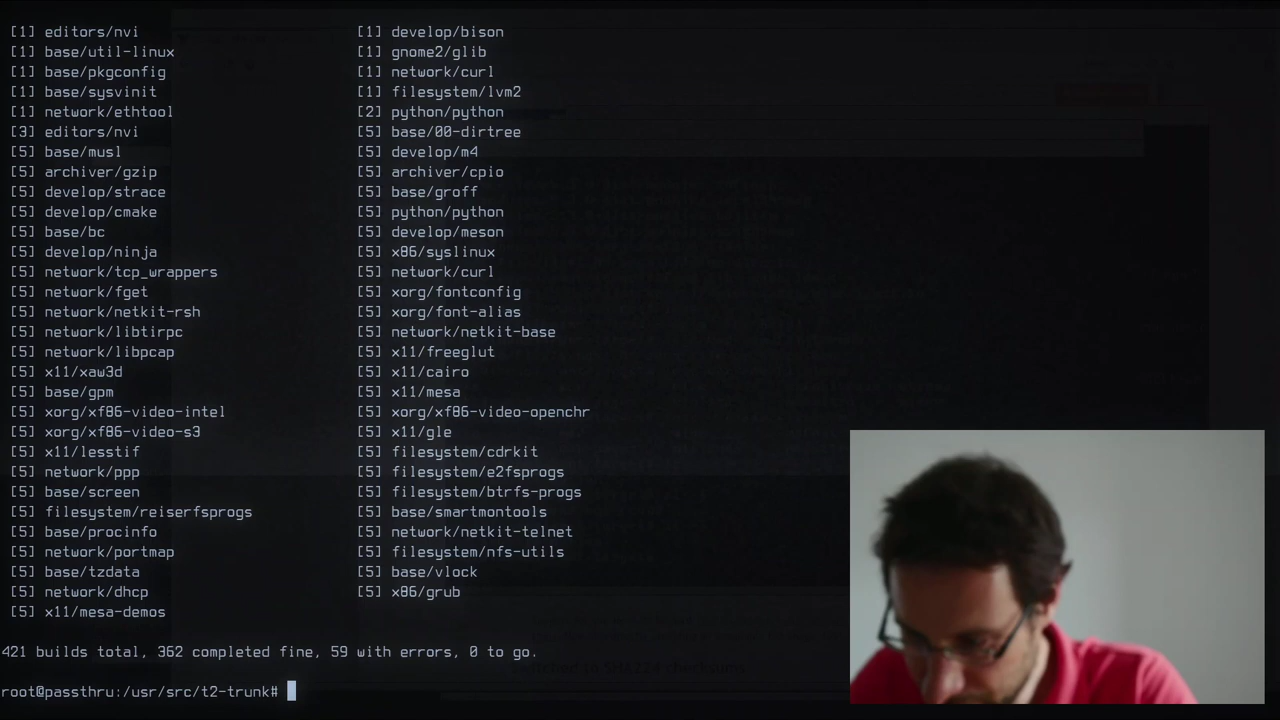 [1] editors/nvi [1] develop/bison
[1] base/util-linux [1] gnome2/glib
[1] base/pkgconfig [1] network/curl
[1] base/sysvinit [1] filesystem/lvm2
[1] network/ethtool [2] python/python
[3] editors/nvi [5] base/00-dirtree
[5] base/musl [5] develop/m4
[5] archiver/gzip [5] archiver/cpio
[5] develop/strace [5] base/groff
[5] develop/cmake [5] python/python
[5] base/bc [5] develop/meson
[5] develop/ninja [5] x86/syslinux
[5] network/tcp_wrappers [5] network/curl
[5] network/fget [5] xorg/fontconfig
[5] network/netkit-rsh [5] xorg/font-alias
[5] network/libtirpc [5] network/netkit-base
[5] network/libpcap [5] x11/freeglut
[5] x11/xaw3d [5] x11/cairo
[5] base/gpm [5] x11/mesa
[5] xorg/xf86-video-intel [5] xorg/xf86-video-openchr
[5] xorg/xf86-video-s3 [5] x11/gle
[5] x11/lesstif [5] filesystem/cdrkit
[5] network/ppp [5] filesystem/e2fsprogs
[5] base/screen [5] filesystem/btrfs-progs
[5] filesystem/reiserfsprogs [5] base/smartmontools
[5] base/procinfo [5] network/netkit-telnet
[5] network/portmap [5] filesystem/nfs-utils
[5] base/tzdata [5] base/vlock
[5] network/dhcp [5] x86/grub
[5] x11/mesa-demos
421 builds total, 362 completed fine, 59 with errors, 0 to go.
root@passthru:/usr/src/t2-trunk#